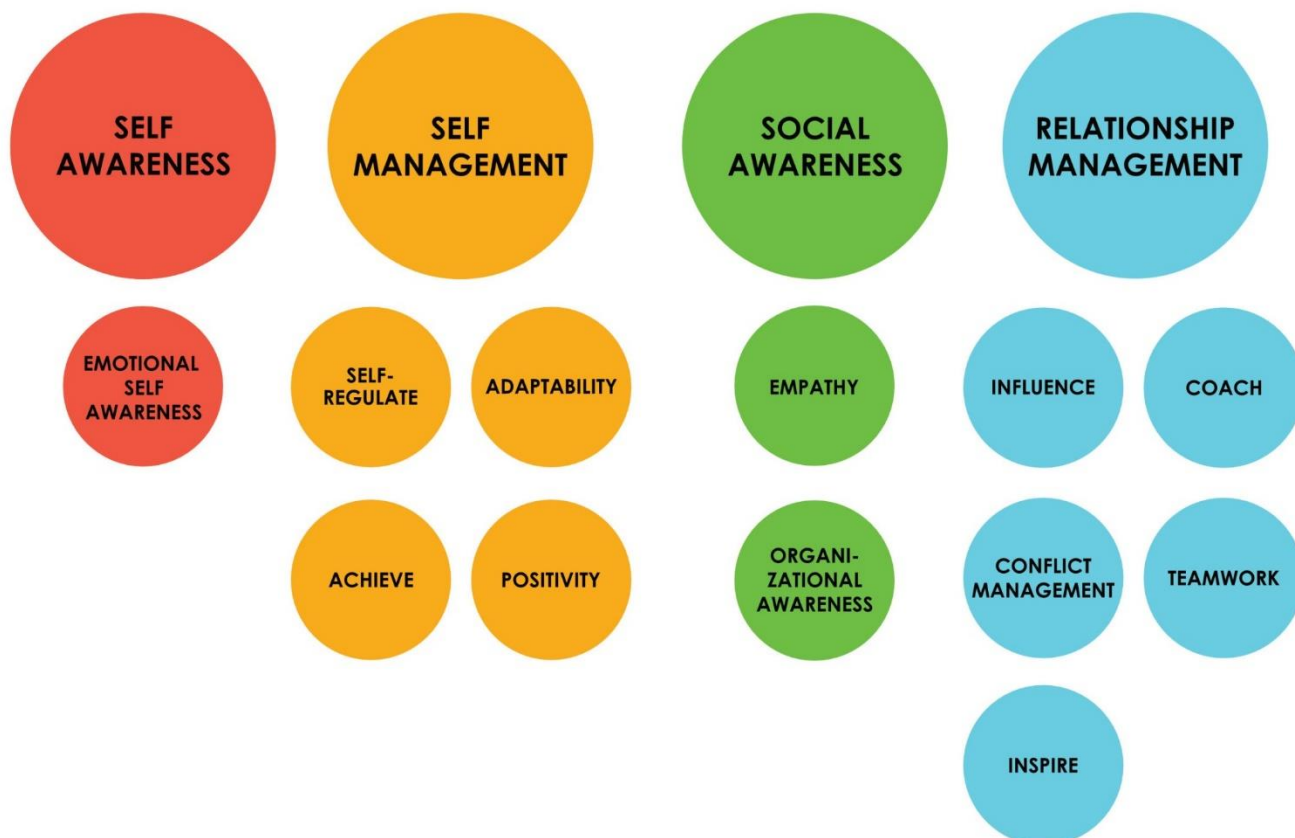 SELF
AWARENESS
SELF
MANAGEMENT
SOCIAL
AWARENESS
RELATIONSHIP
MANAGEMENT
EMOTIONAL
SELF
AWARENESS
SELF-
REGULATE
ADAPTABILITY
EMPATHY
INFLUENCE
COACH
ACHIEVE
POSITIVITY
ORGANI-
ZATIONAL
AWARENESS
CONFLICT
MANAGEMENT
TEAMWORK
INSPIRE